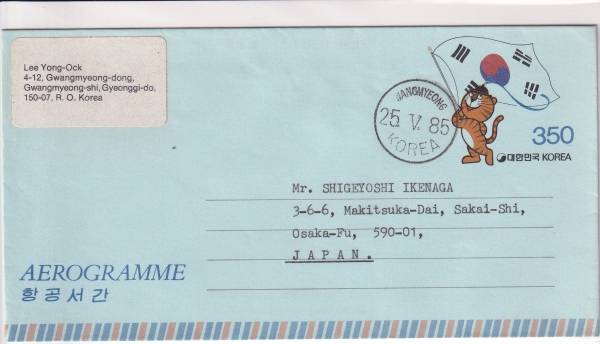 Lee Yong-Ock
4-12, Gwangmyeong-dong,
Gwangmyeong-shi, Gyeonggi-do,
150-07, R. O. Korea
GWANGMYEONG
25 V. 85
KOREA
350
대한민국 KOREA
Mr. SHIGEYOSHI IKENAGA
3-6-6, Makitsuka-Dai, Sakai-Shi,
Osaka-Fu, 590-01,
J A P A N .
AEROGRAMME
항공서간